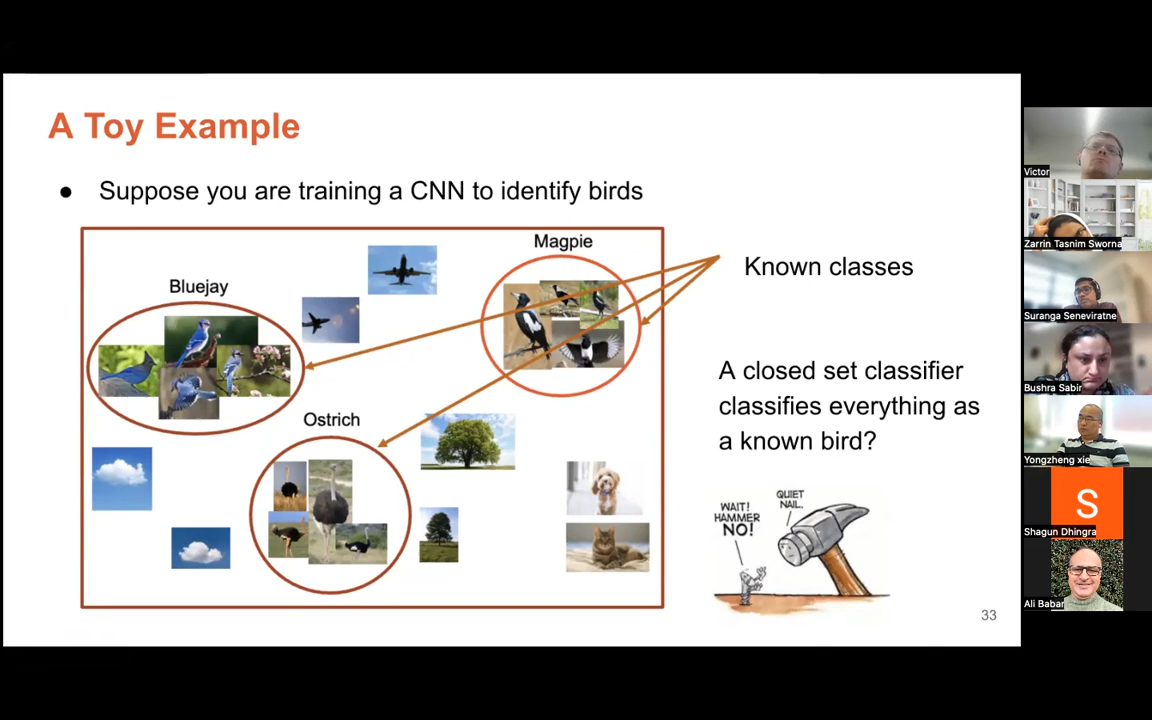 A Toy Example
● Suppose you are training a CNN to identify birds
Magpie
Bluejay
Known classes
A closed set classifier
classifies everything as
a known bird?
Ostrich
WAIT!
HAMMER
NO!
QUIET
NAIL.
33
Victor
Zarrin Tasnim Sworna
Suranga Seneviratne
Bushra Sabir
Yongzheng xie
S
Shagun Dhingra
Ali Babar